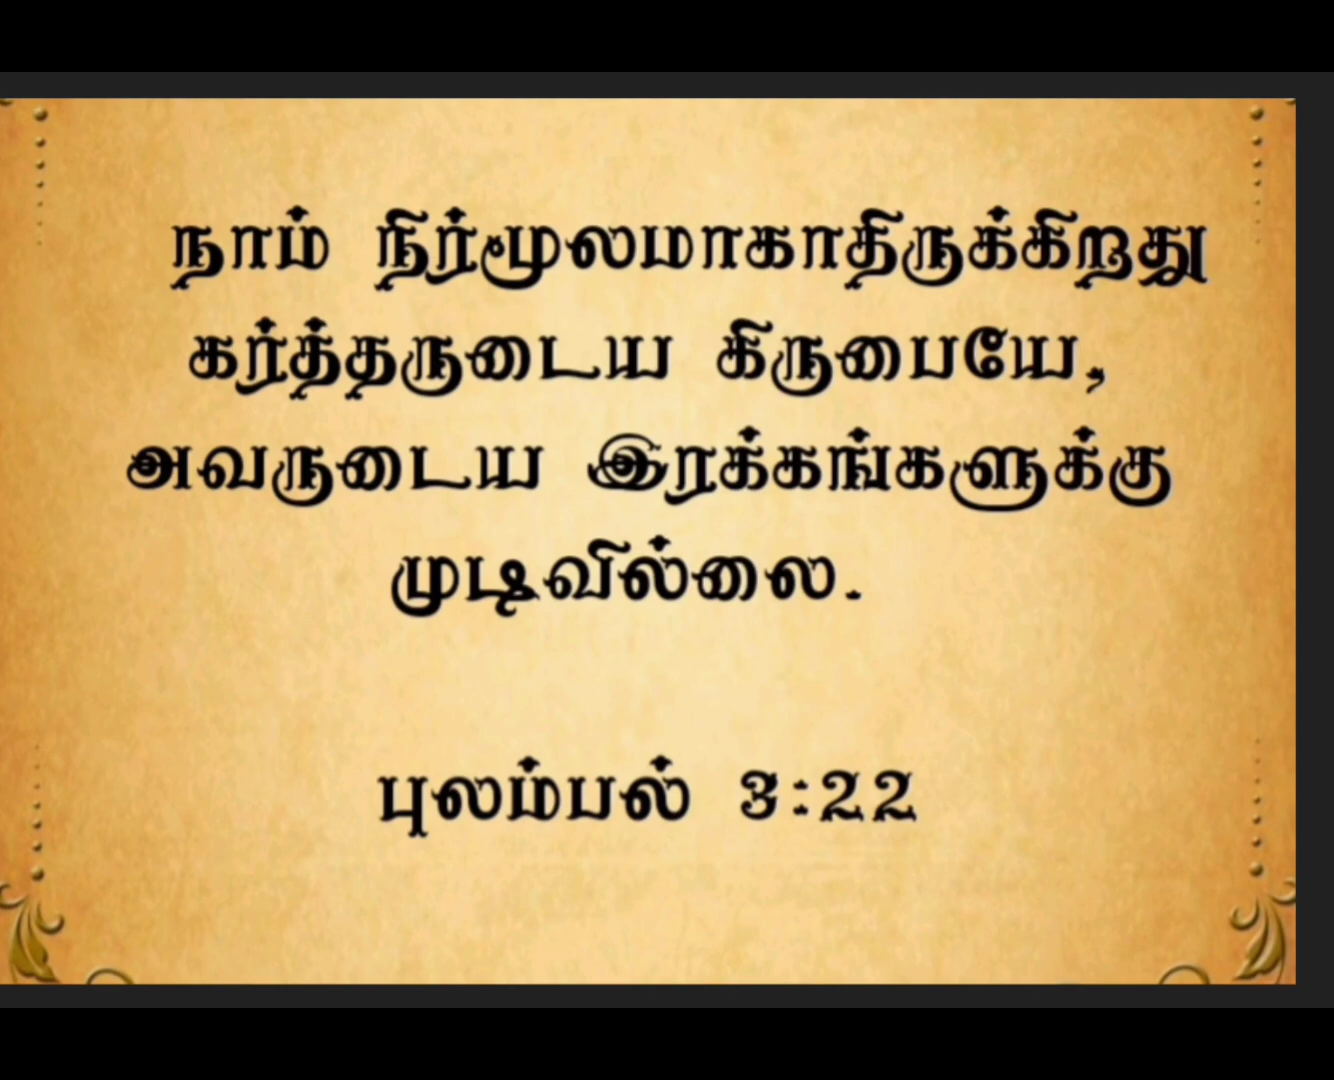 நாம் நிர்மூலமாகாதிருக்கிறது
கர்த்தருடைய கிருபையே,
அவருடைய இரக்கங்களுக்கு
முடிவில்லை.
புலம்பல் 3:22